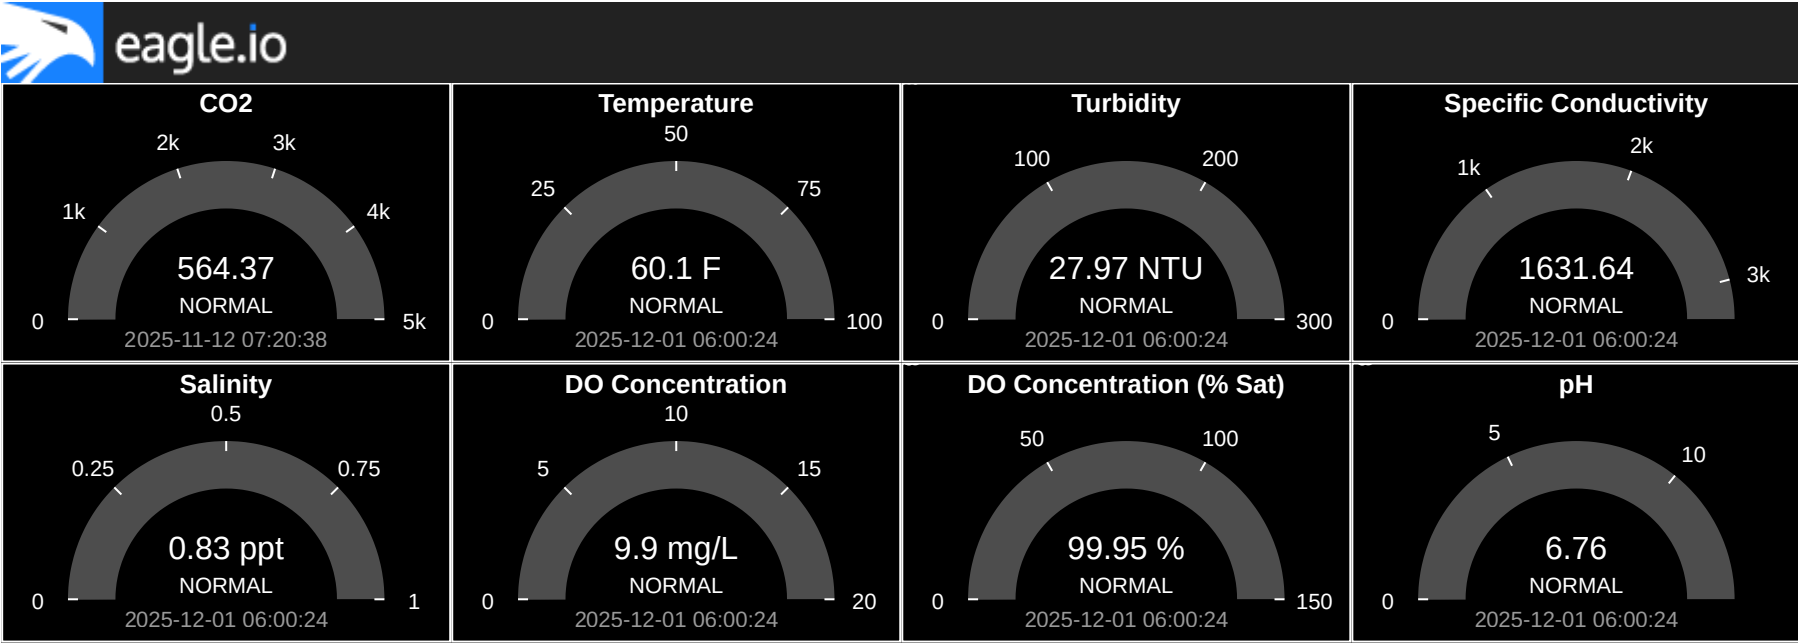 eagle.io
CO2
2k
3k
1k
4k
564.37
NORMAL
0
5k
2025-11-12 07:20:38
Temperature
50
25
75
60.1 F
NORMAL
0
100
2025-12-01 06:00:24
Turbidity
100
200
27.97 NTU
NORMAL
0
300
2025-12-01 06:00:24
Specific Conductivity
2k
1k
1631.64
3k
NORMAL
0
2025-12-01 06:00:24
Salinity
0.5
0.25
0.75
0.83 ppt
NORMAL
0
1
2025-12-01 06:00:24
DO Concentration
10
5
15
9.9 mg/L
NORMAL
0
20
2025-12-01 06:00:24
DO Concentration (% Sat)
50
100
99.95 %
NORMAL
0
150
2025-12-01 06:00:24
pH
5
10
6.76
NORMAL
0
2025-12-01 06:00:24